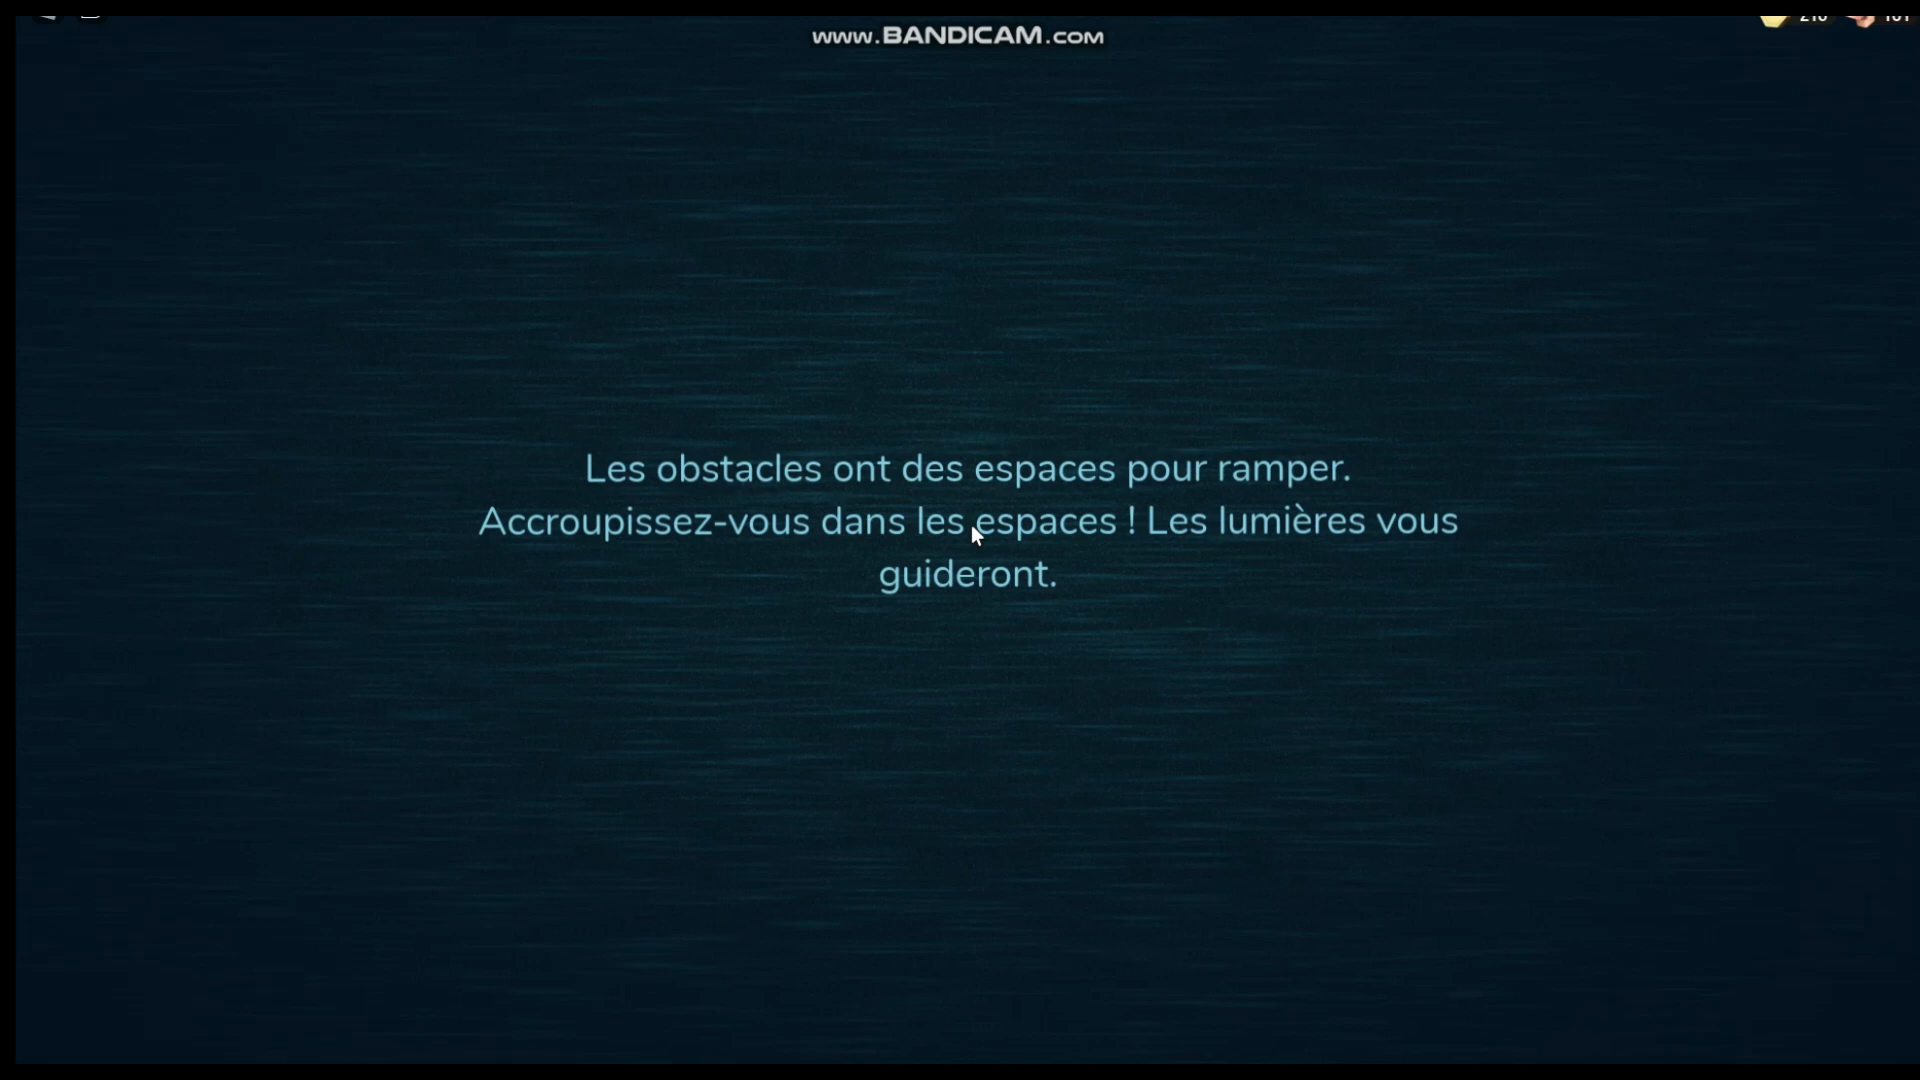 www.BANDICAM.COM
Les obstacles ont des espaces pour ramper.
Accroupissez-vous dans les espaces ! Les lumières vous
guideront.